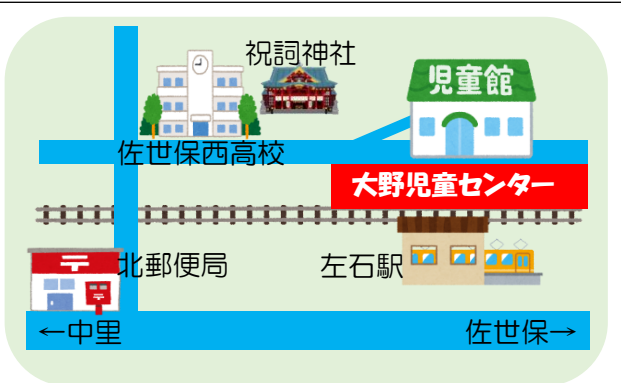 祝詞神社
児童館
佐世保西高校
大野児童センター
北郵便局
左石駅
←中里
佐世保→